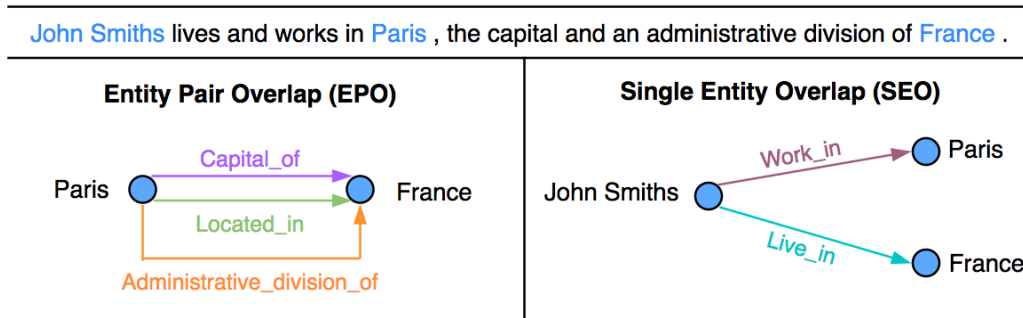 John Smiths lives and works in Paris , the capital and an administrative division of France .
Entity Pair Overlap (EPO)
Capital_of
Paris
France
Located_in
Administrative_division_of
Single Entity Overlap (SEO)
Work_in
Paris
John Smiths
Live_in
France